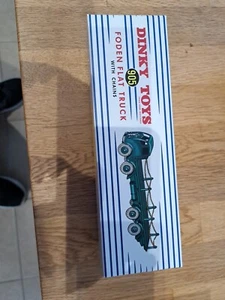 DINKY TOYS
905
FODEN FLAT TRUCK
WITH CHAINS